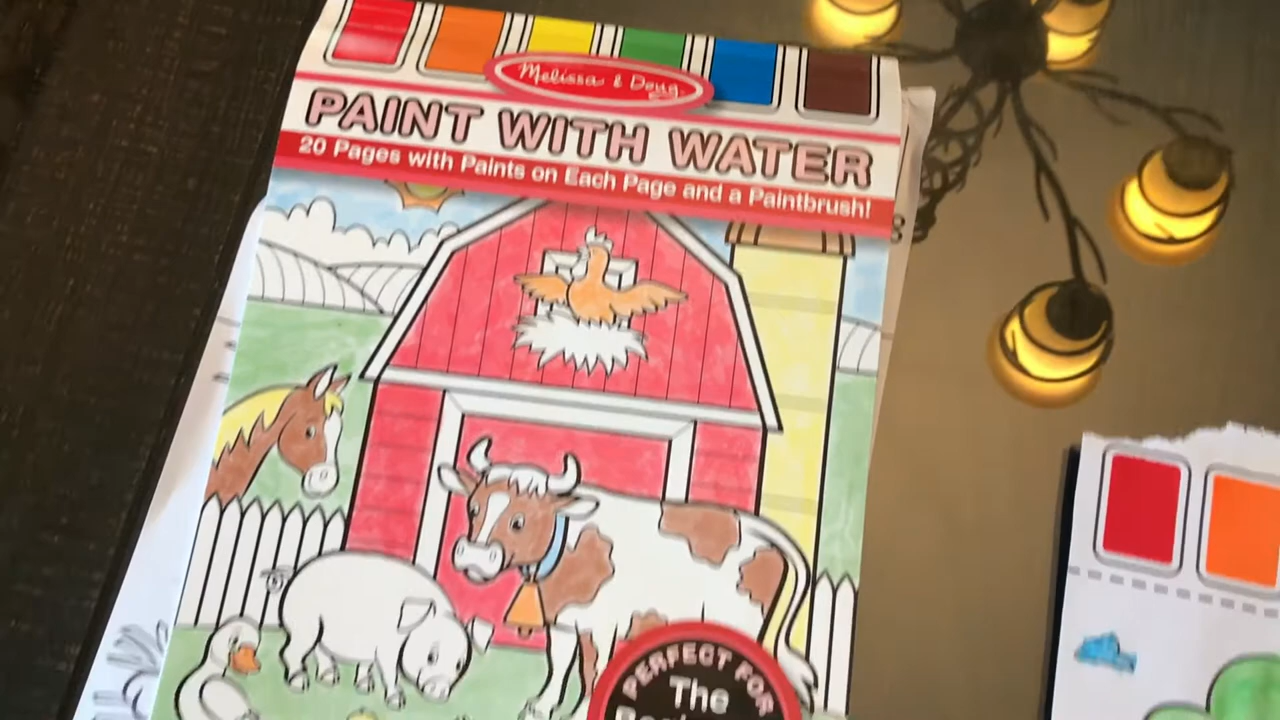 Melissa & Doug
PAINT WITH WATER
20 Pages with Paints on Each Page and a Paintbrush!
PERFECT FOR
The